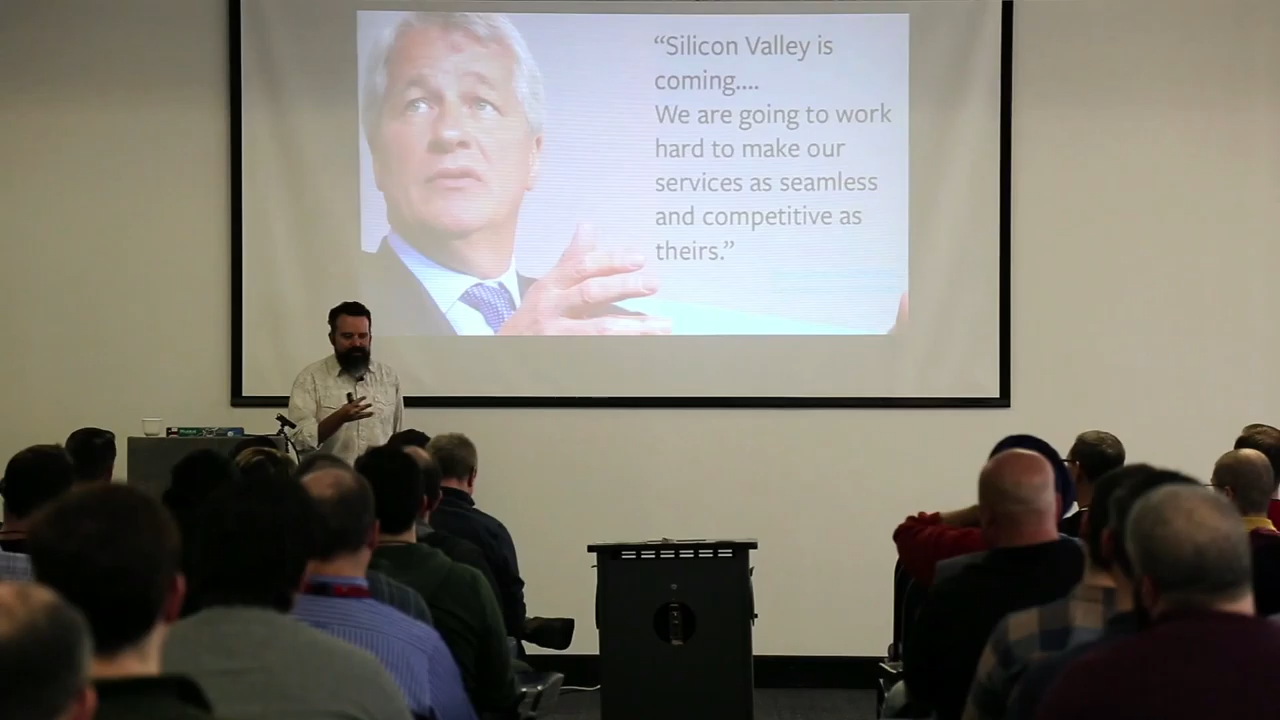 “Silicon Valley is
coming....
We are going to work
hard to make our
services as seamless
and competitive as
theirs.”